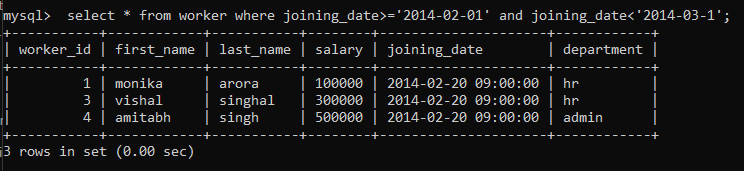 mysql>  select * from worker where joining_date>='2014-02-01' and joining_date<'2014-03-1';
+-----------+------------+-----------+--------+---------------------+------------+
| worker_id | first_name | last_name | salary | joining_date        | department |
+-----------+------------+-----------+--------+---------------------+------------+
|         1 | monika     | arora     | 100000 | 2014-02-20 09:00:00 | hr         |
|         3 | vishal     | singhal   | 300000 | 2014-02-20 09:00:00 | hr         |
|         4 | amitabh    | singh     | 500000 | 2014-02-20 09:00:00 | admin      |
+-----------+------------+-----------+--------+---------------------+------------+
3 rows in set (0.00 sec)